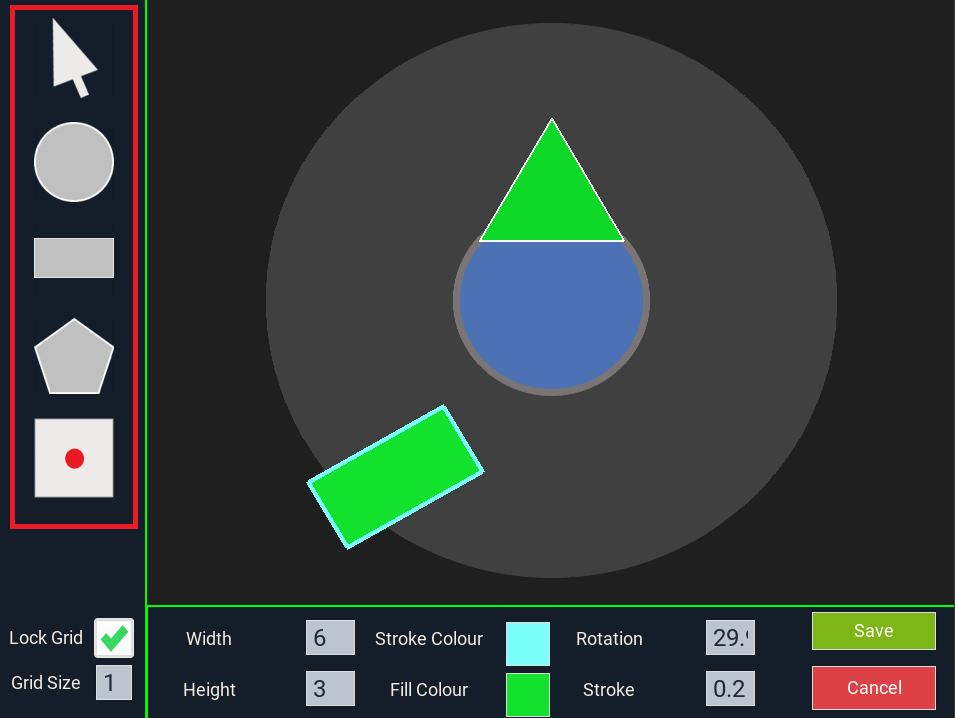 Lock Grid
Grid Size 1
Width 6 Stroke Colour Rotation 29. Save
Height 3 Fill Colour Stroke 0.2 Cancel